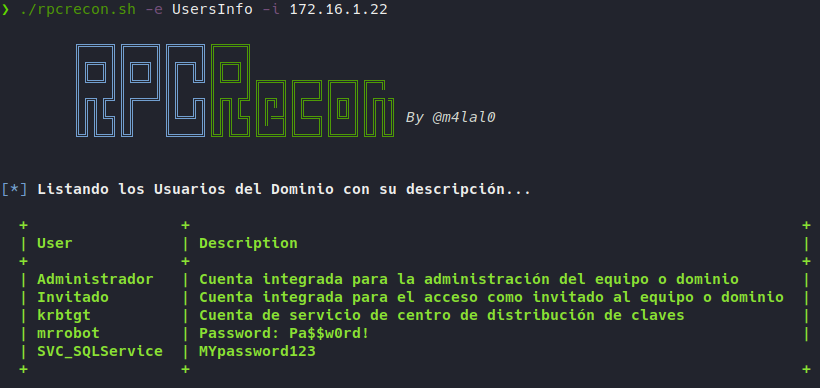 ❯ ./rpcrecon.sh -e UsersInfo -i 172.16.1.22
RPCRecon
By @m4lal0
[*] Listando los Usuarios del Dominio con su descripción...
+ + +
| User | Description |
+ + +
| Administrador | Cuenta integrada para la administración del equipo o dominio |
| Invitado | Cuenta integrada para el acceso como invitado al equipo o dominio |
| krbtgt | Cuenta de servicio de centro de distribución de claves |
| mrrobot | Password: Pa$$w0rd! |
| SVC_SQLService | MYpassword123
+ + +